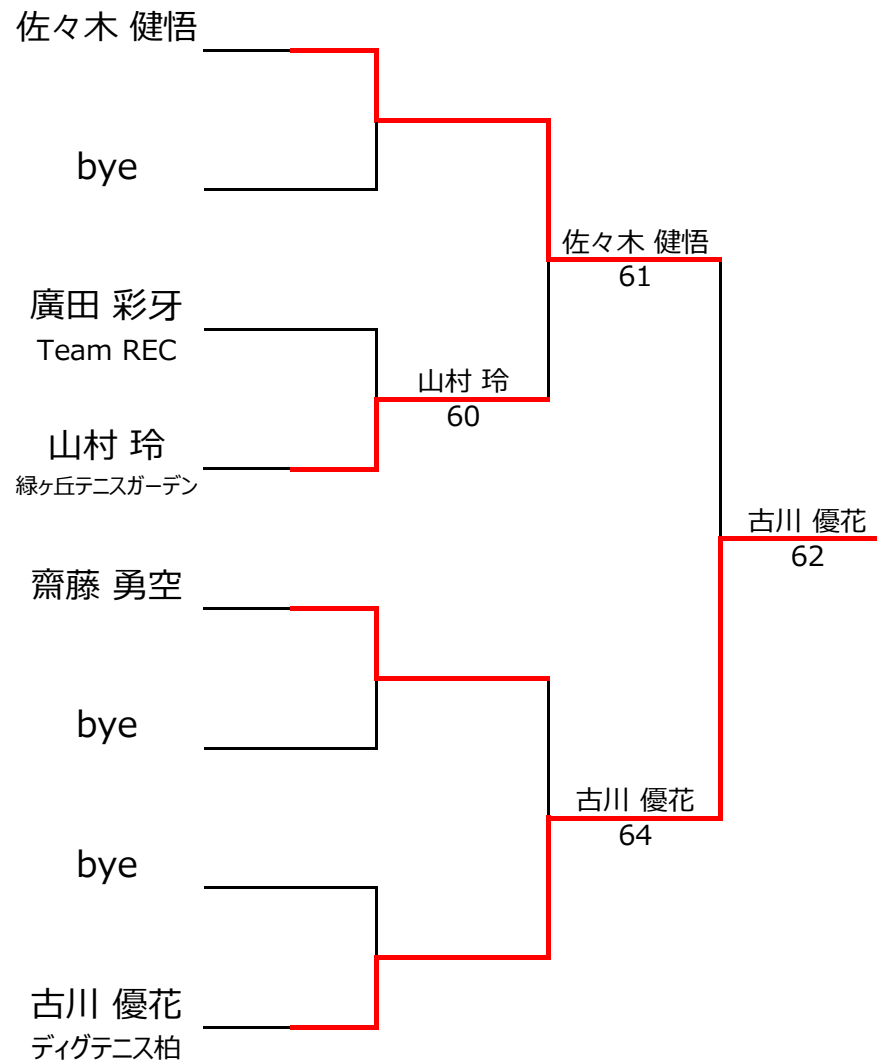 佐々木 健悟
bye
廣田 彩牙
Team REC
山村 玲
緑ヶ丘テニスガーデン
齋藤 勇空
bye
bye
古川 優花
ディグテニス柏
山村 玲
60
佐々木 健悟
61
古川 優花
64
古川 優花
62